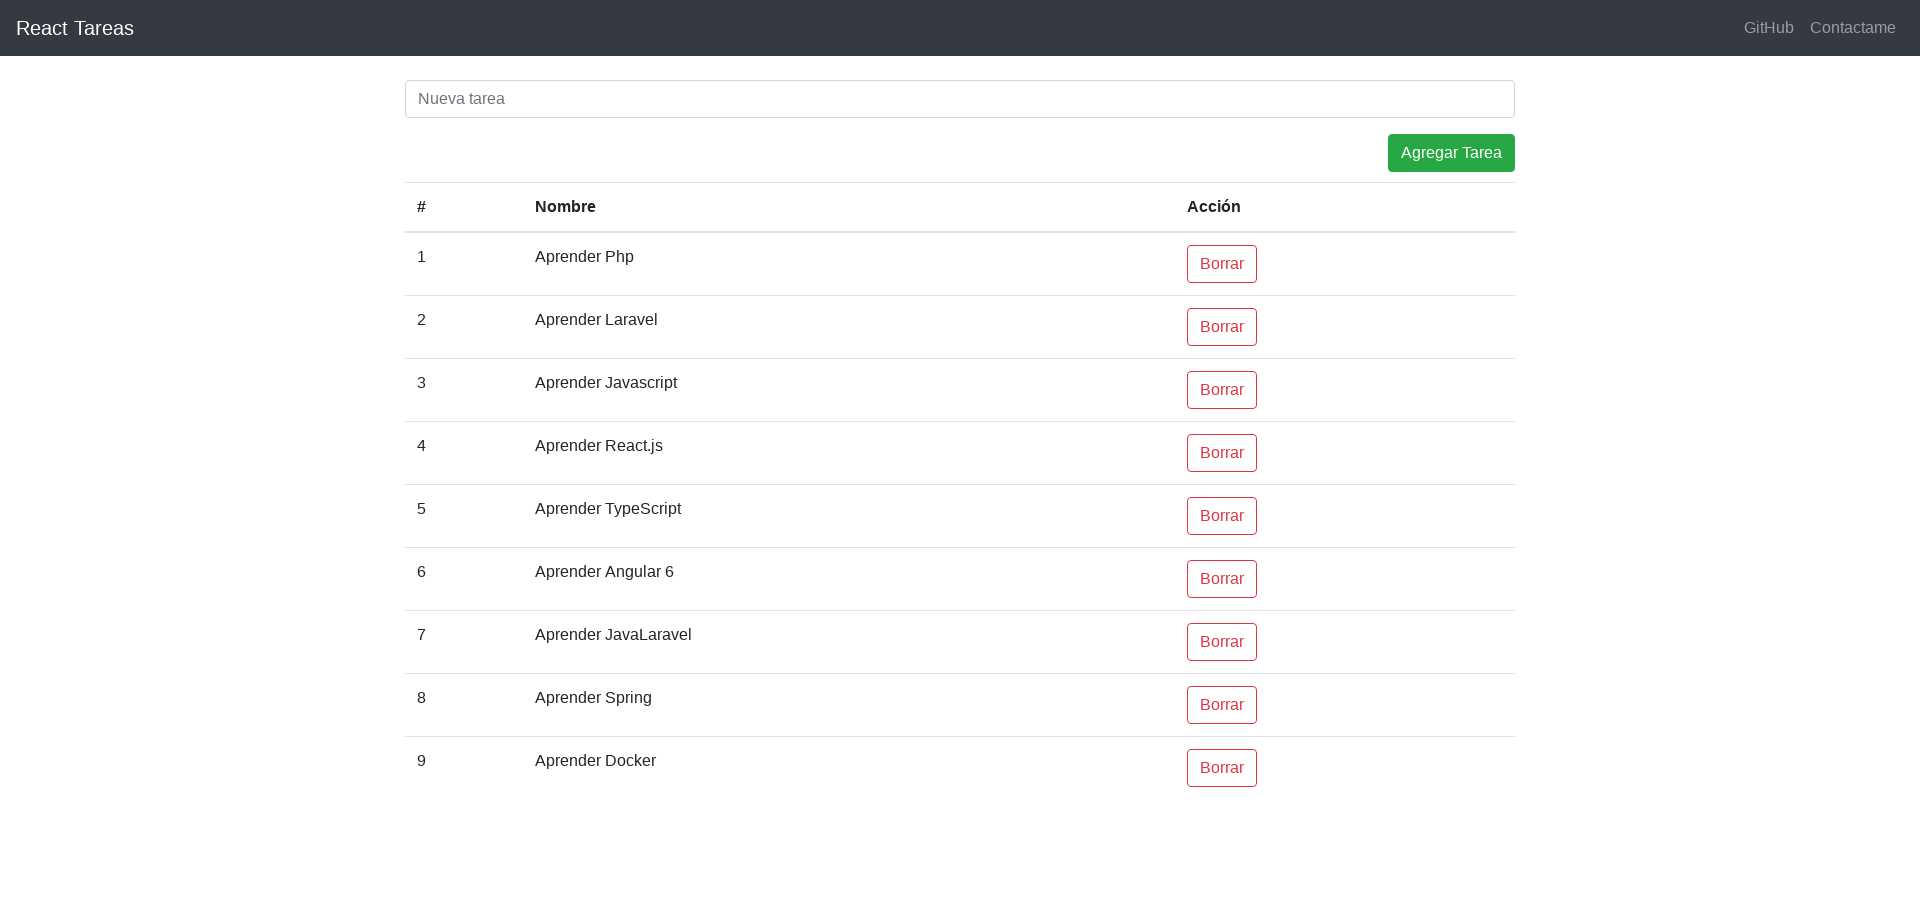 React Tareas GitHub Contactame
Nueva tarea
Agregar Tarea
# Nombre Acción
1 Aprender Php Borrar
2 Aprender Laravel Borrar
3 Aprender Javascript Borrar
4 Aprender React.js Borrar
5 Aprender TypeScript Borrar
6 Aprender Angular 6 Borrar
7 Aprender JavaLaravel Borrar
8 Aprender Spring Borrar
9 Aprender Docker Borrar